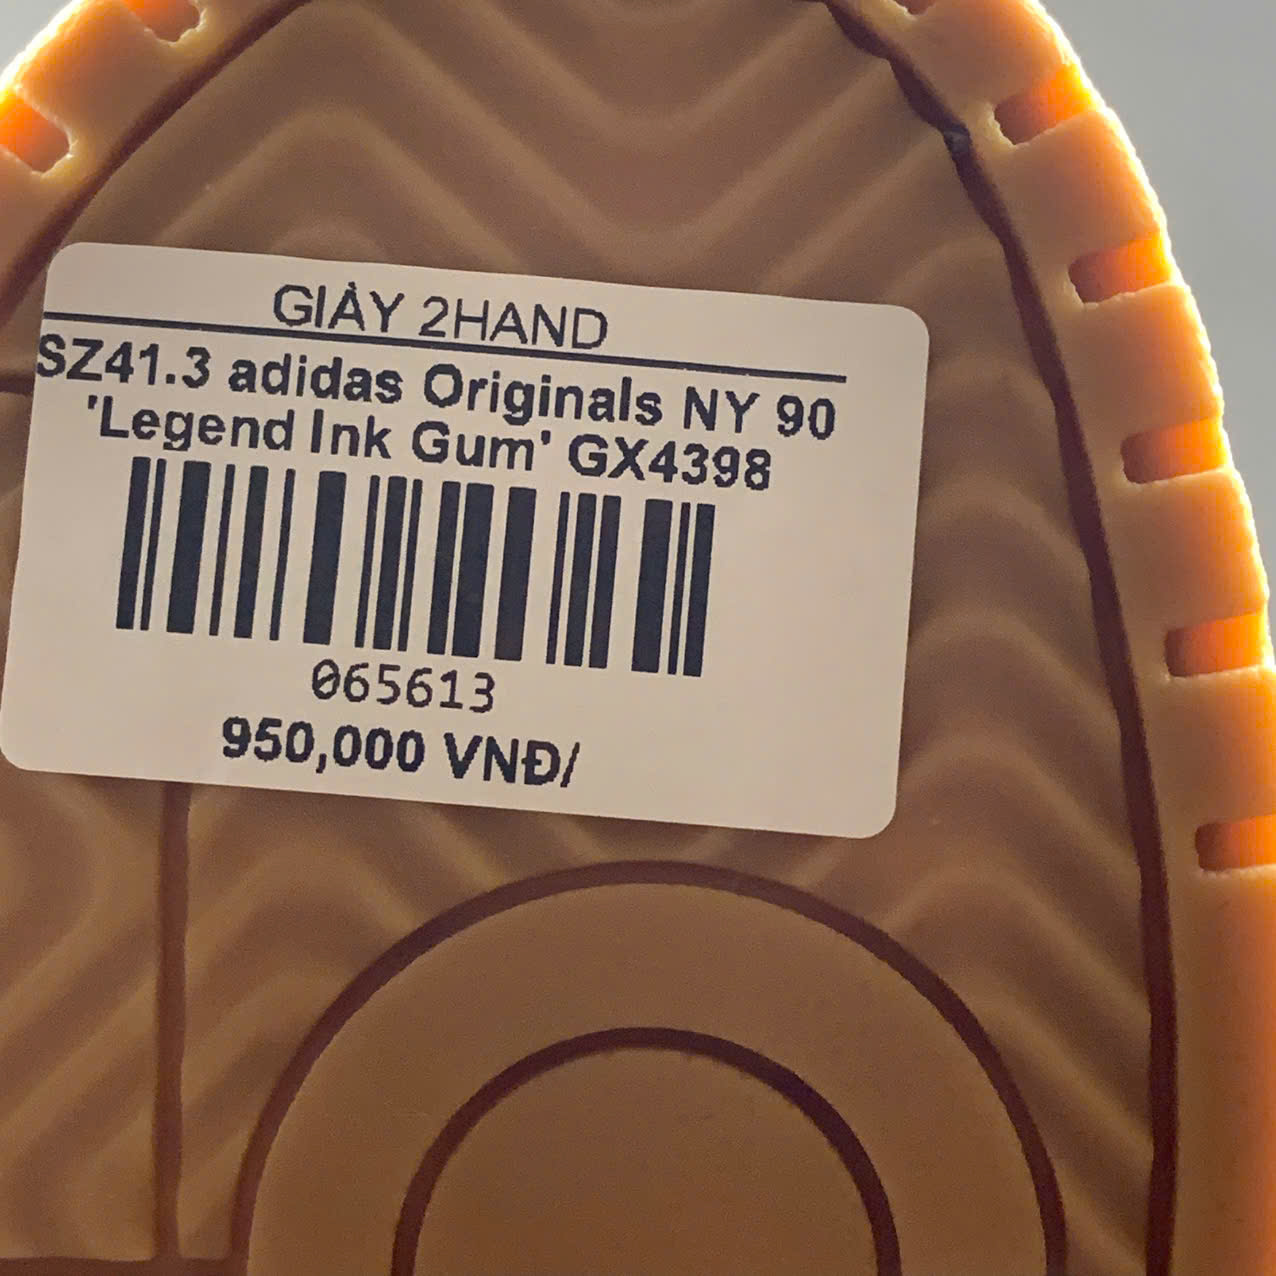 GIÀY 2HAND
SZ41.3 adidas Originals NY 90
'Legend Ink Gum' GX4398
065613
950,000 VNĐ/